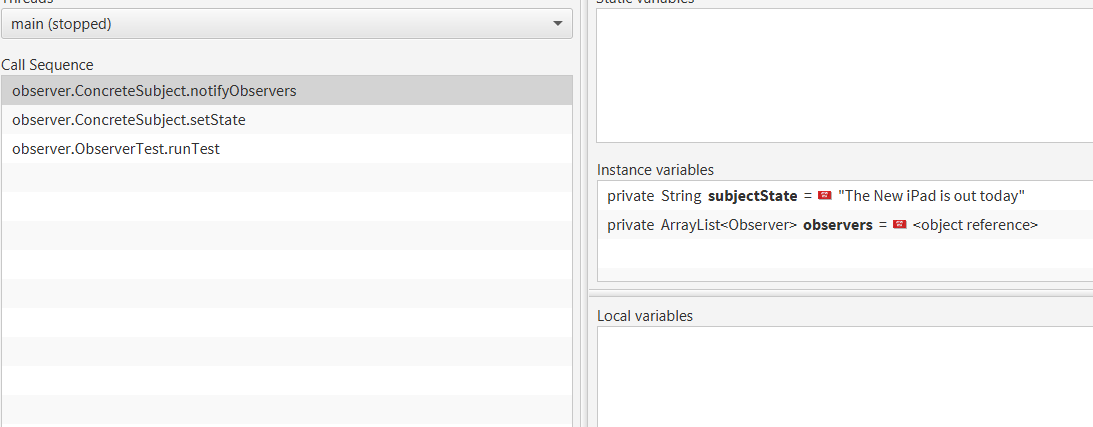 Threads
main (stopped)
Call Sequence
observer.ConcreteSubject.notifyObservers
observer.ConcreteSubject.setState
observer.ObserverTest.runTest
Static variables
Instance variables
private String subjectState = "The New iPad is out today"
private ArrayList<Observer> observers = <object reference>
Local variables